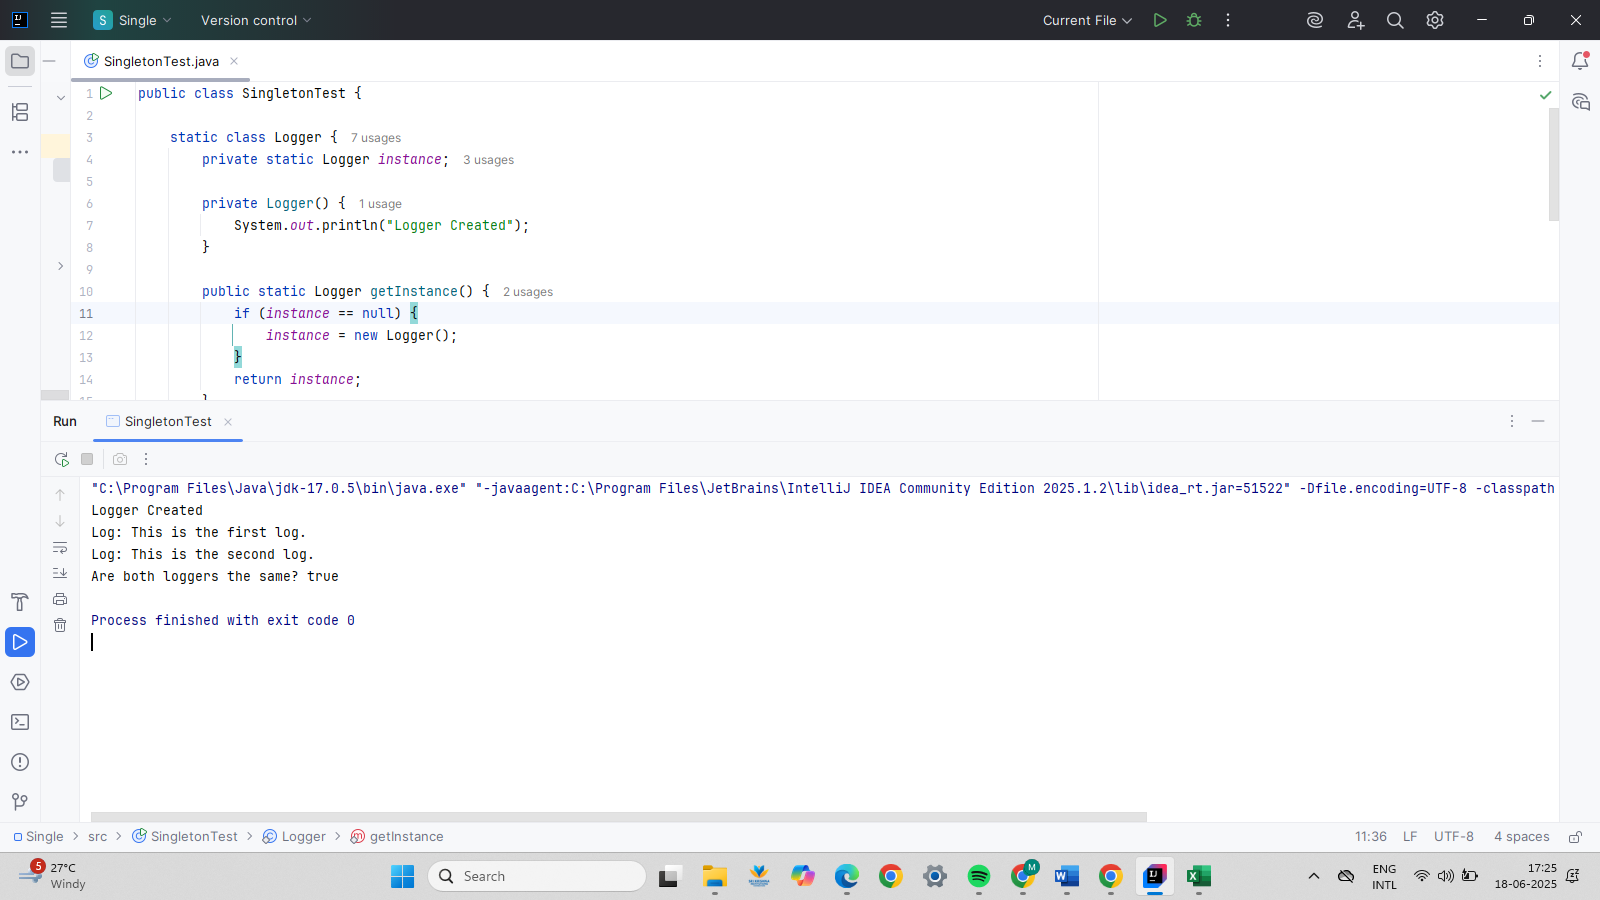 S Single Version control Current File
SingletonTest.java
1 public class SingletonTest {
2
3 static class Logger { 7 usages
4 private static Logger instance; 3 usages
5
6 private Logger() { 1 usage
7 System.out.println("Logger Created");
8 }
9
10 public static Logger getInstance() { 2 usages
11 if (instance == null) {
12 instance = new Logger();
13 }
14 return instance;
Run SingletonTest
"C:\Program Files\Java\jdk-17.0.5\bin\java.exe" "-javaagent:C:\Program Files\JetBrains\IntelliJ IDEA Community Edition 2025.1.2\lib\idea_rt.jar=51522" -Dfile.encoding=UTF-8 -classpath
Logger Created
Log: This is the first log.
Log: This is the second log.
Are both loggers the same? true
Process finished with exit code 0
Single > src > SingletonTest > Logger > getInstance 11:36 LF UTF-8 4 spaces
5 27°C
Windy
Search
ENG
INTL
17:25
18-06-2025